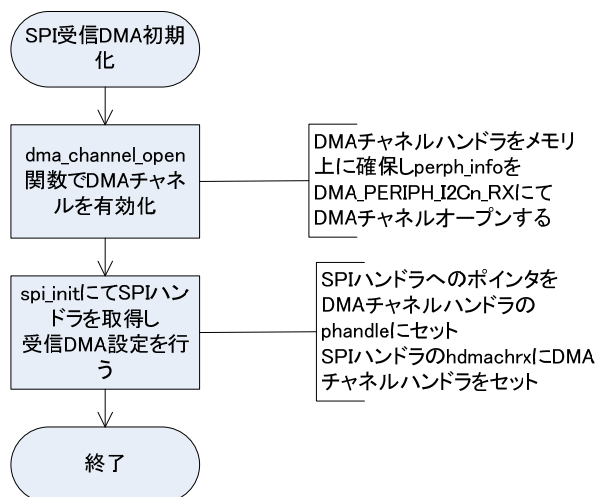 SPI受信DMA初期
化
dma_channel_open
関数でDMAチャネ
ルを有効化
DMAチャネルハンドラをメモリ
上に確保しperph_infoを
DMA_PERIPH_I2Cn_RXにて
DMAチャネルオープンする
spi_initにてSPIハン
ドラを取得し
受信DMA設定を行
う
SPIハンドラへのポインタを
DMAチャネルハンドラの
phandleにセット
SPIハンドラのhdmachrxにDMA
チャネルハンドラをセット
終了